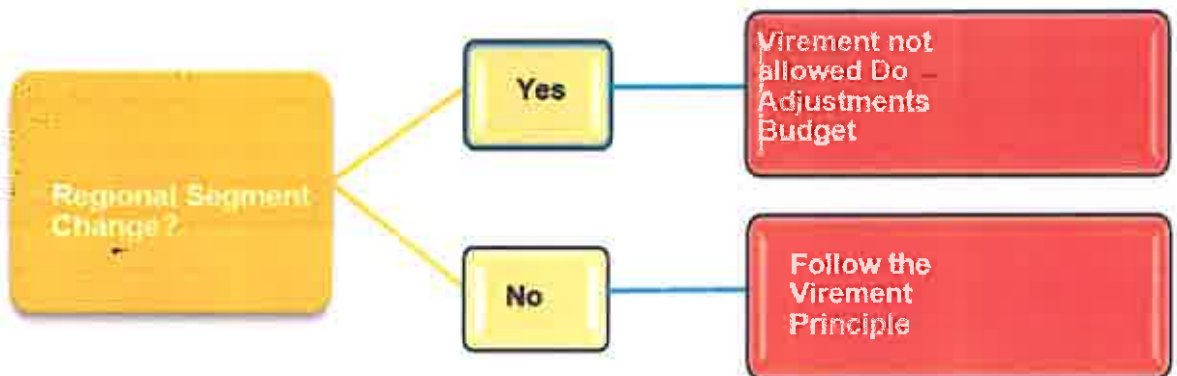 Regional Segment
Change?
Yes
Virement not
allowed Do
Adjustments
Budget
No
Follow the
Virement
Principle